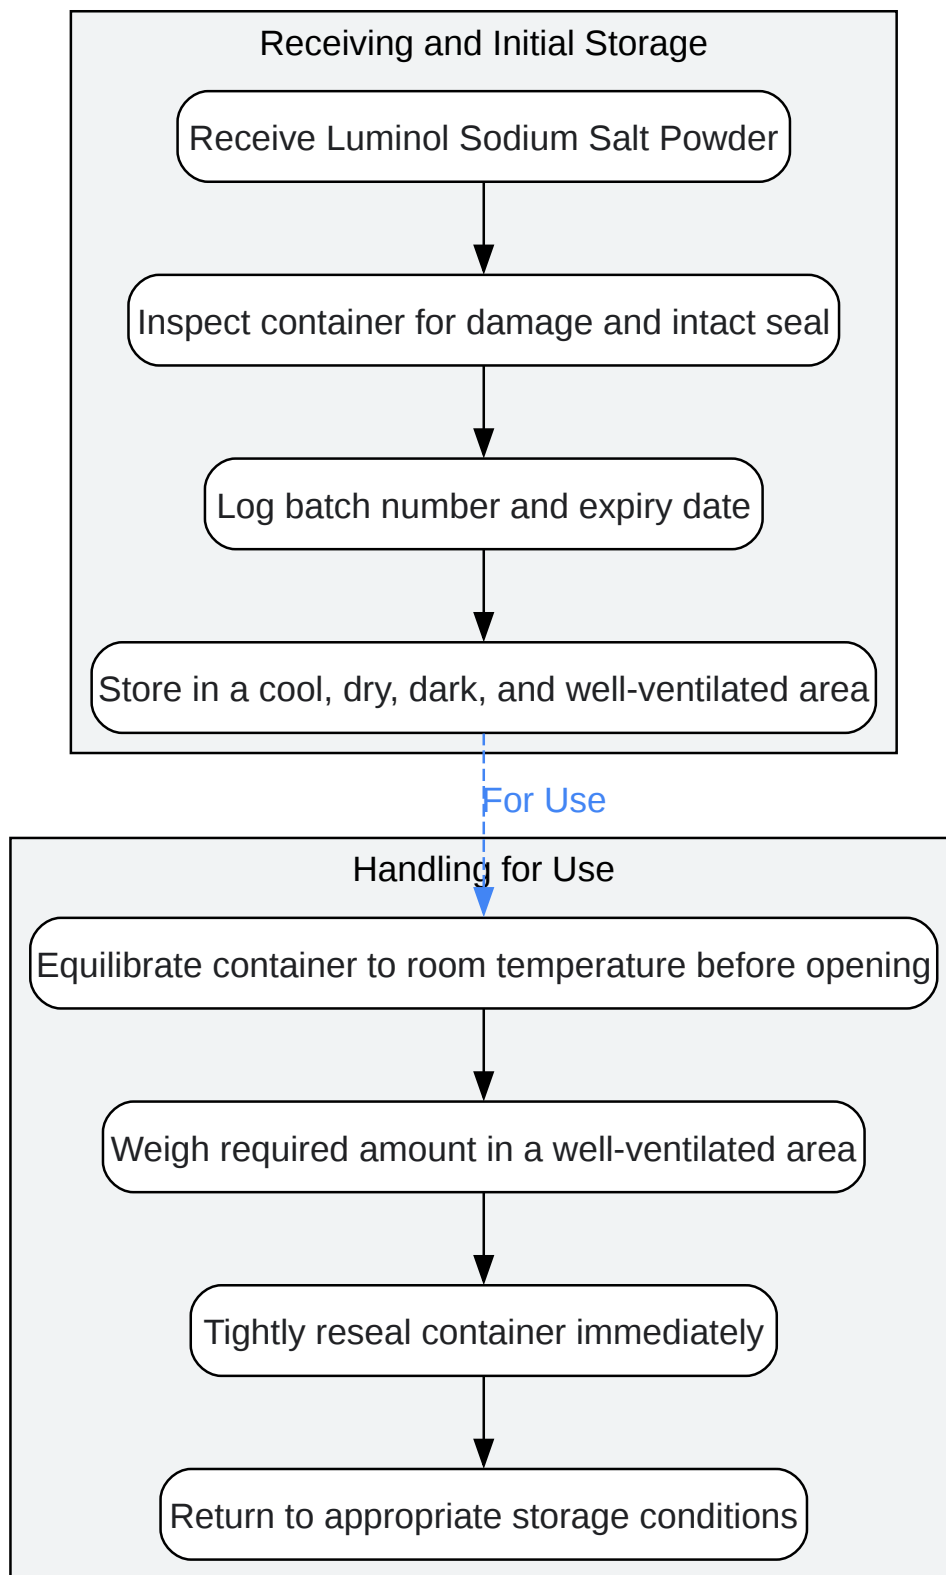 Receiving and Initial Storage
Receive Luminol Sodium Salt Powder
Inspect container for damage and intact seal
Log batch number and expiry date
Store in a cool, dry, dark, and well-ventilated area
For Use
Handling for Use
Equilibrate container to room temperature before opening
Weigh required amount in a well-ventilated area
Tightly reseal container immediately
Return to appropriate storage conditions